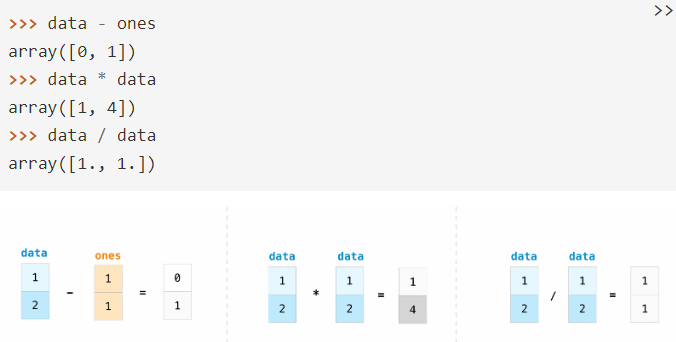 >>
>>> data - ones
array([0, 1])
>>> data * data
array([1, 4])
>>> data / data
array([1., 1.])
data ones
1 1 0
- =
2 1 1
data data
1 1 1
* =
2 2 4
data data
1 1 1
/ =
2 2 1